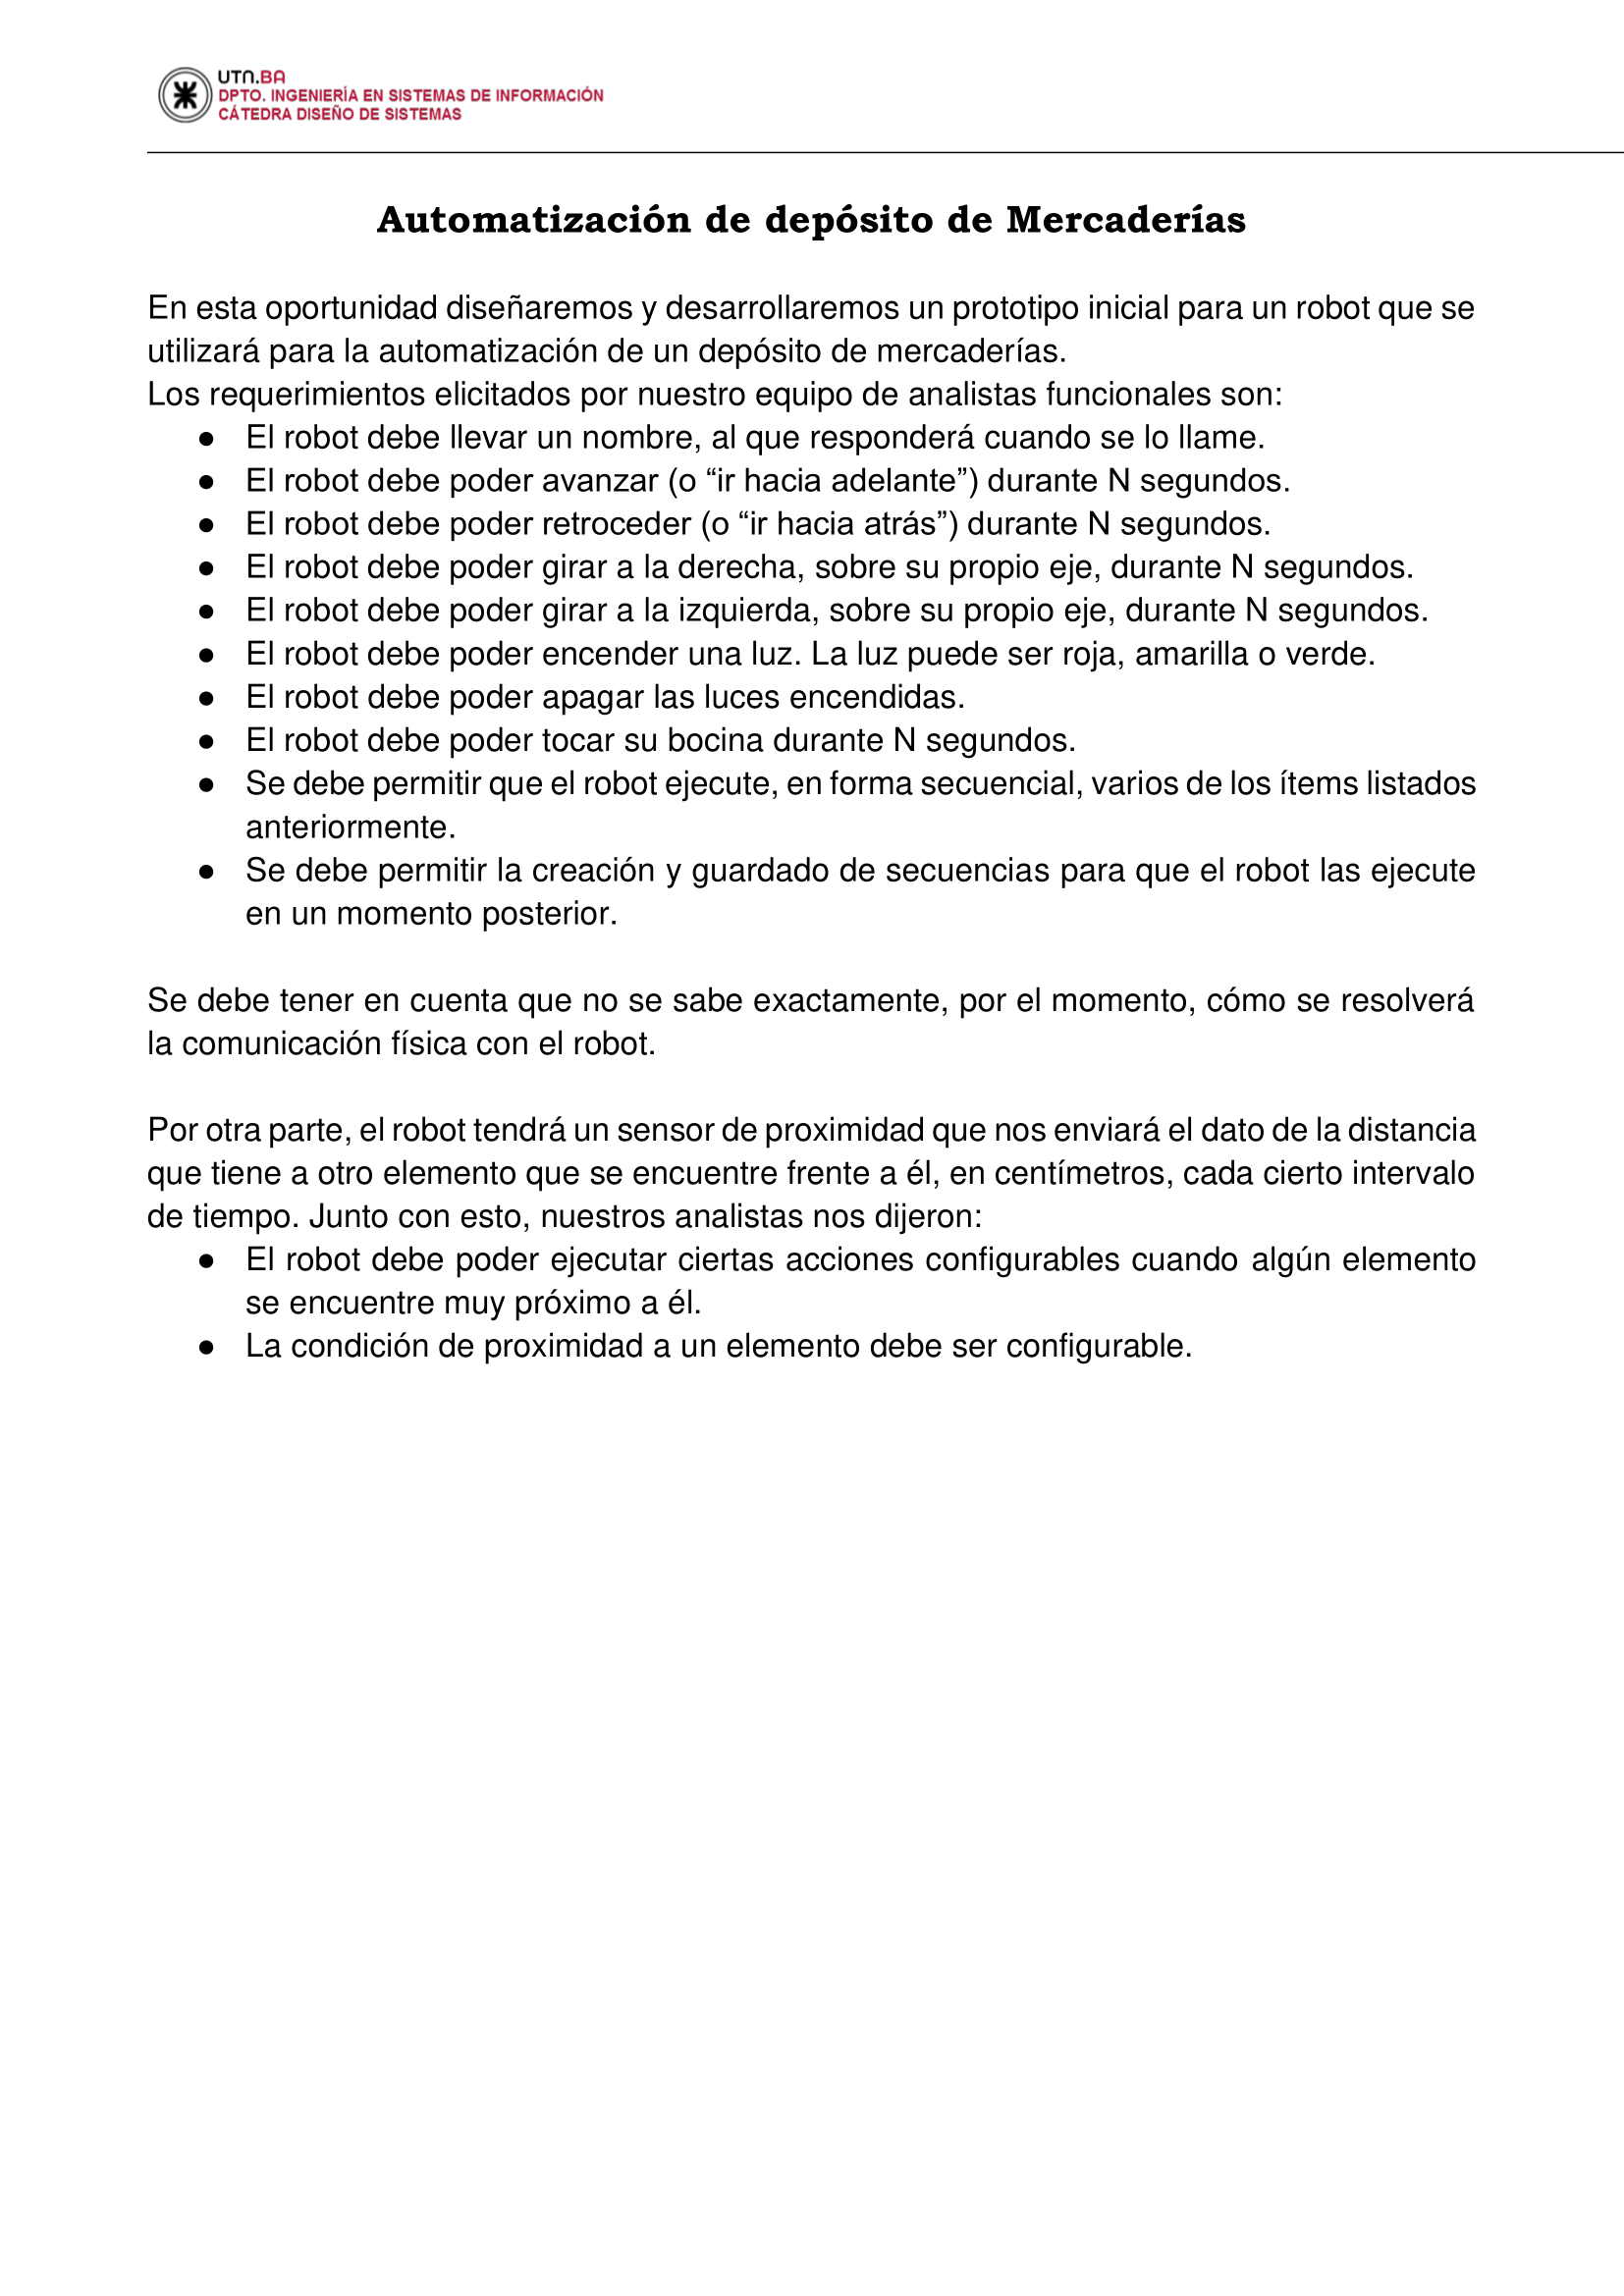 UTN.BA
DPTO. INGENIERÍA EN SISTEMAS DE INFORMACIÓN
CÁTEDRA DISEÑO DE SISTEMAS
Automatización de depósito de Mercaderías
En esta oportunidad diseñaremos y desarrollaremos un prototipo inicial para un robot que se
utilizará para la automatización de un depósito de mercaderías.
Los requerimientos elicitados por nuestro equipo de analistas funcionales son:
● El robot debe llevar un nombre, al que responderá cuando se lo llame.
● El robot debe poder avanzar (o “ir hacia adelante”) durante N segundos.
● El robot debe poder retroceder (o “ir hacia atrás”) durante N segundos.
● El robot debe poder girar a la derecha, sobre su propio eje, durante N segundos.
● El robot debe poder girar a la izquierda, sobre su propio eje, durante N segundos.
● El robot debe poder encender una luz. La luz puede ser roja, amarilla o verde.
● El robot debe poder apagar las luces encendidas.
● El robot debe poder tocar su bocina durante N segundos.
● Se debe permitir que el robot ejecute, en forma secuencial, varios de los ítems listados
anteriormente.
● Se debe permitir la creación y guardado de secuencias para que el robot las ejecute
en un momento posterior.
Se debe tener en cuenta que no se sabe exactamente, por el momento, cómo se resolverá
la comunicación física con el robot.
Por otra parte, el robot tendrá un sensor de proximidad que nos enviará el dato de la distancia
que tiene a otro elemento que se encuentre frente a él, en centímetros, cada cierto intervalo
de tiempo. Junto con esto, nuestros analistas nos dijeron:
● El robot debe poder ejecutar ciertas acciones configurables cuando algún elemento
se encuentre muy próximo a él.
● La condición de proximidad a un elemento debe ser configurable.